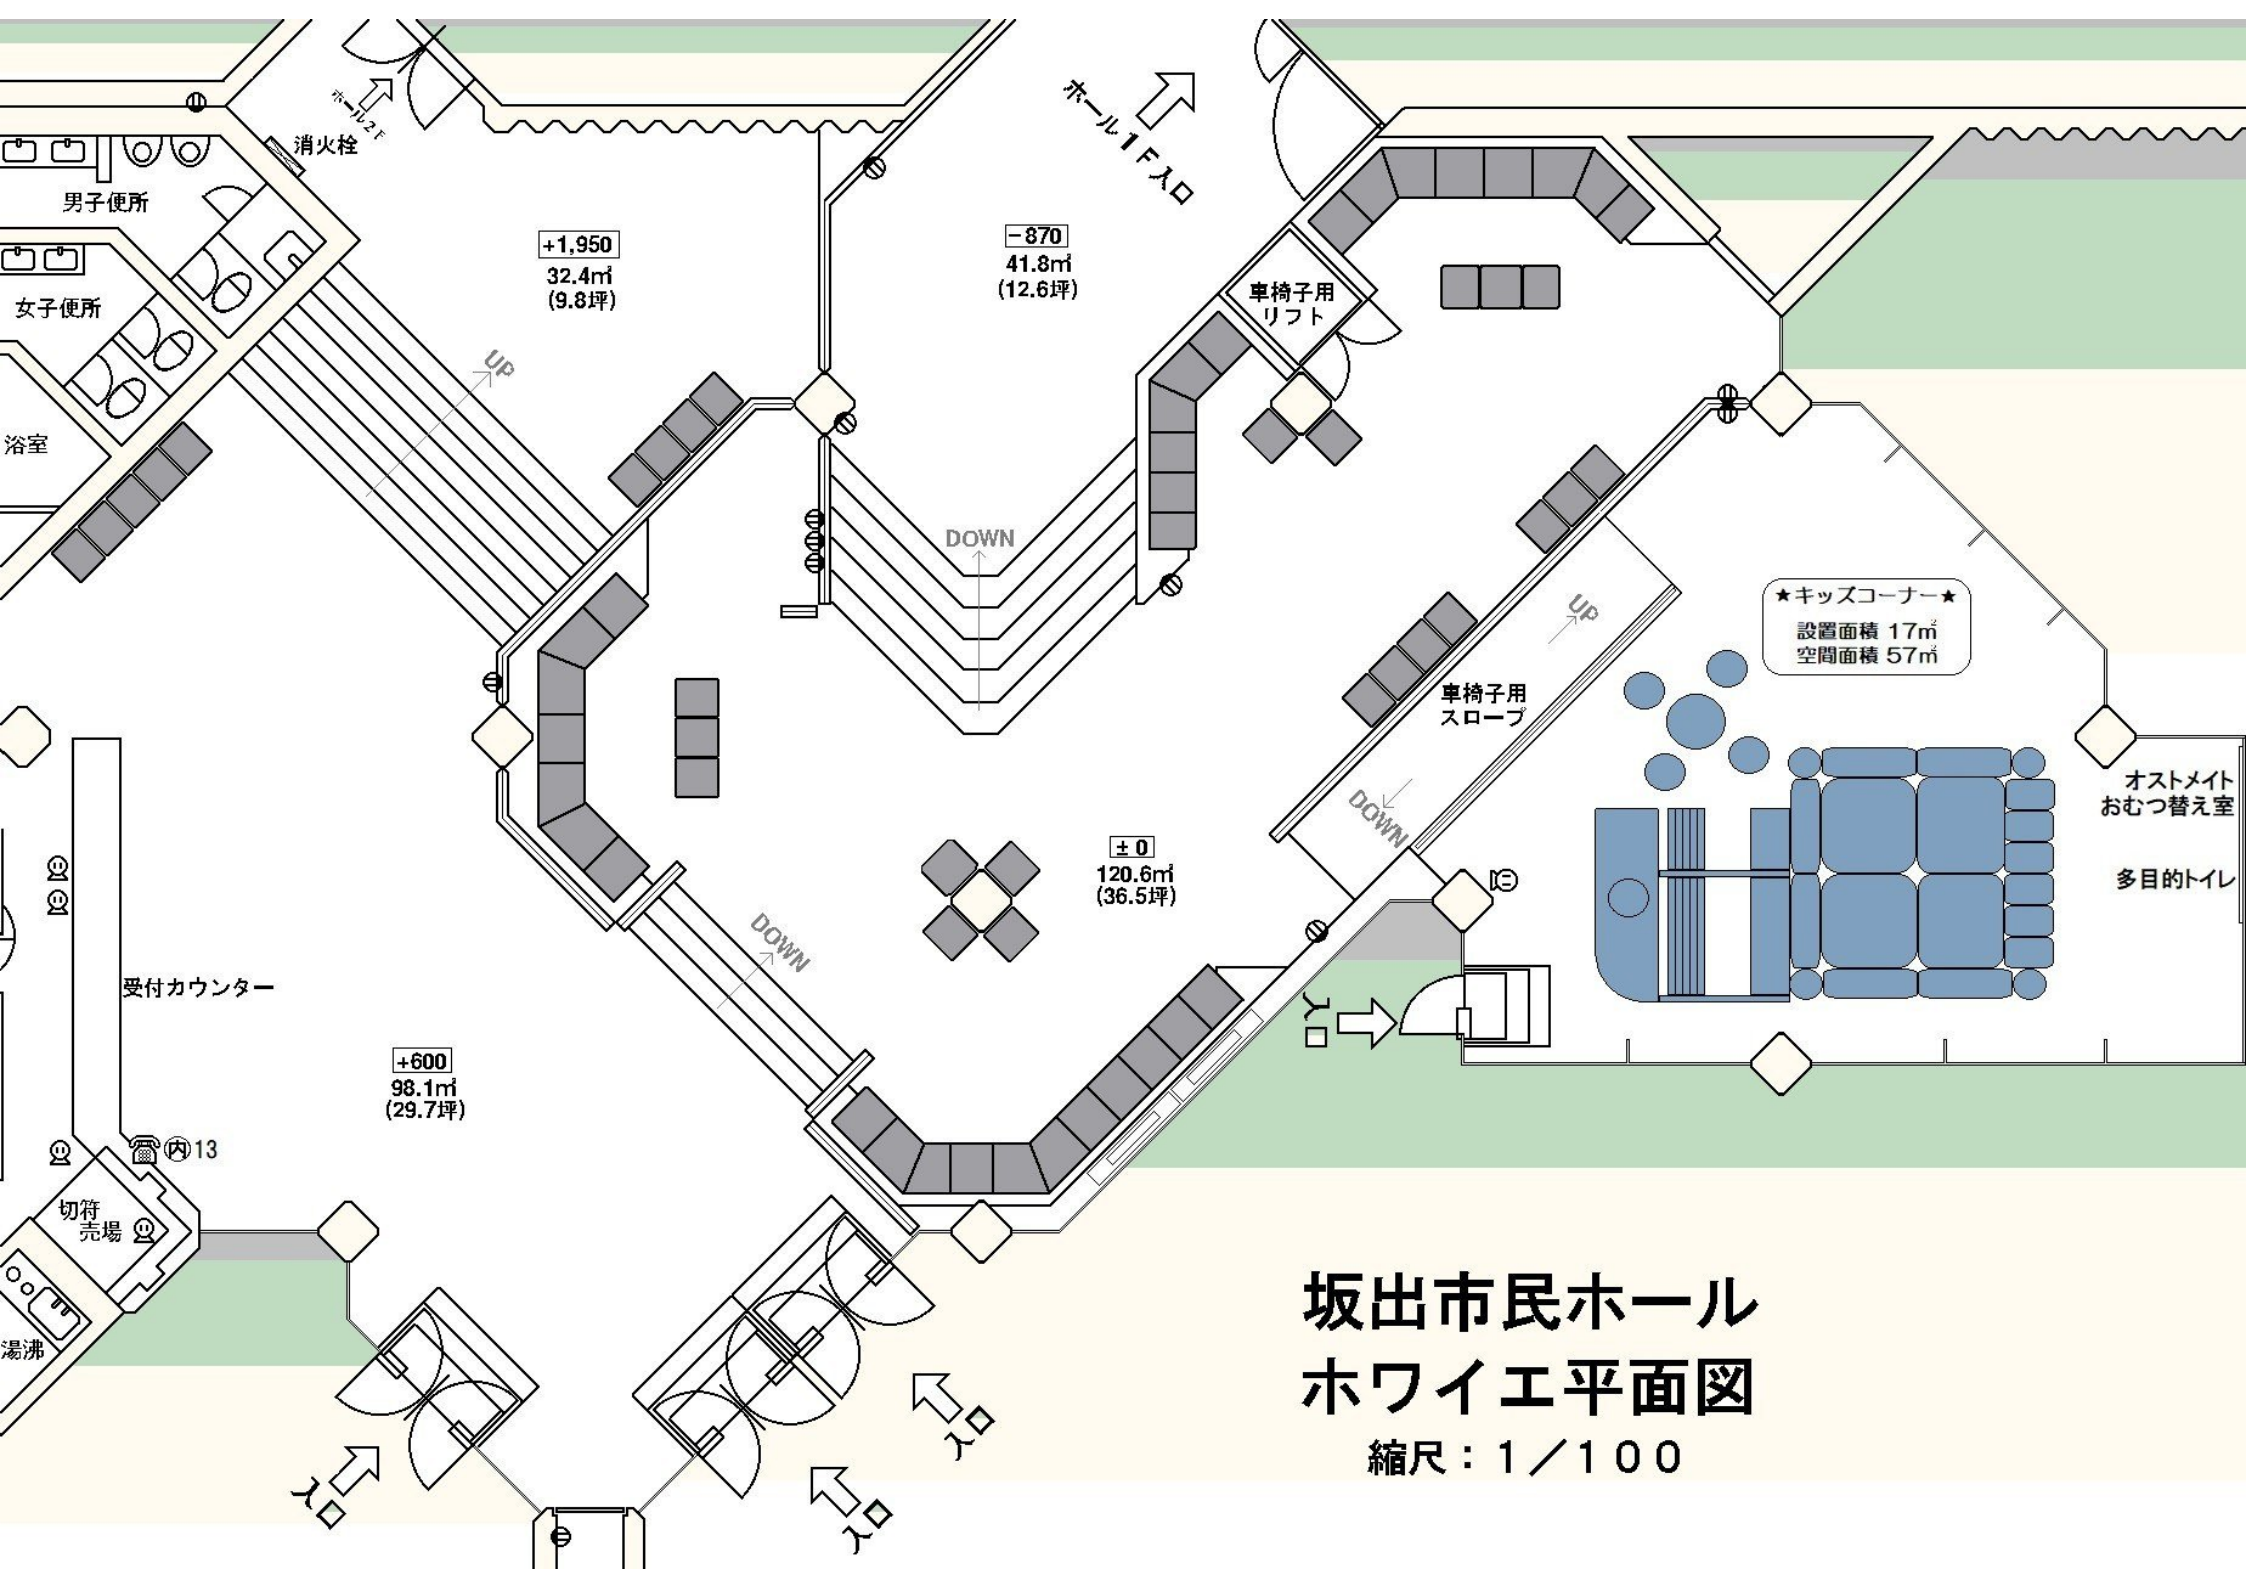 ホール2F
消火栓
男子便所
女子便所
浴室
UP
+1,950
32.4㎡
(9.8坪)
ホール1F入口
-870
41.8㎡
(12.6坪)
車椅子用
リフト
DOWN
UP
車椅子用
スロープ
DOWN
★キッズコーナー★
設置面積 17㎡
空間面積 57㎡
オストメイト
おむつ替え室
多目的トイレ
±0
120.6㎡
(36.5坪)
DOWN
受付カウンター
+600
98.1㎡
(29.7坪)
内13
切符
売場
湯沸
入口
入口
入口
入口
坂出市民ホール
ホワイエ平面図
縮尺：1／100